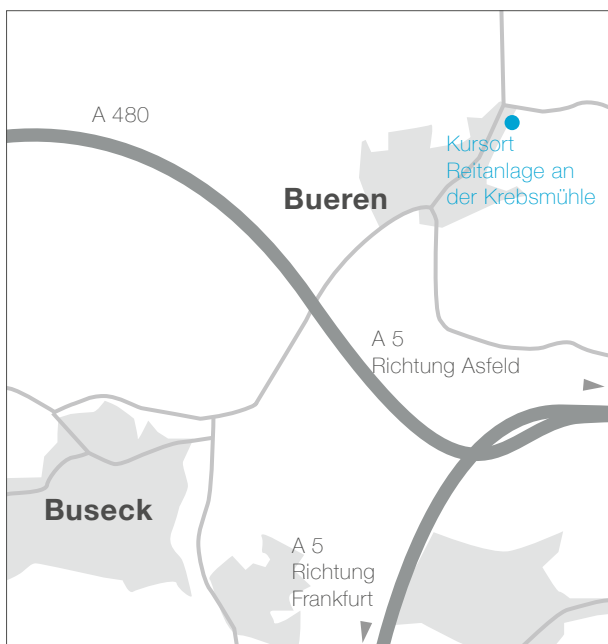 A 480
Kursort
Reitanlage an
der Krebsmühle
Bueren
A 5
Richtung Asfeld
Buseck
A 5
Richtung
Frankfurt